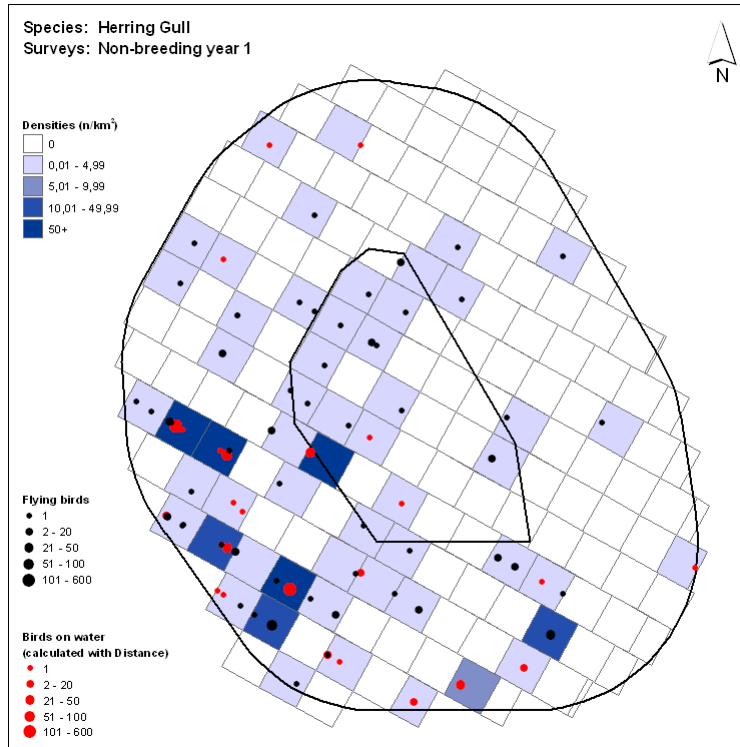 Species: Herring Gull
Surveys: Non-breeding year 1
N
Densities (n/km²)
0
0,01 - 4,99
5,01 - 9,99
10,01 - 49,99
50+
Flying birds
1
2 - 20
21 - 50
51 - 100
101 - 600
Birds on water
(calculated with Distance)
1
2 - 20
21 - 50
51 - 100
101 - 600